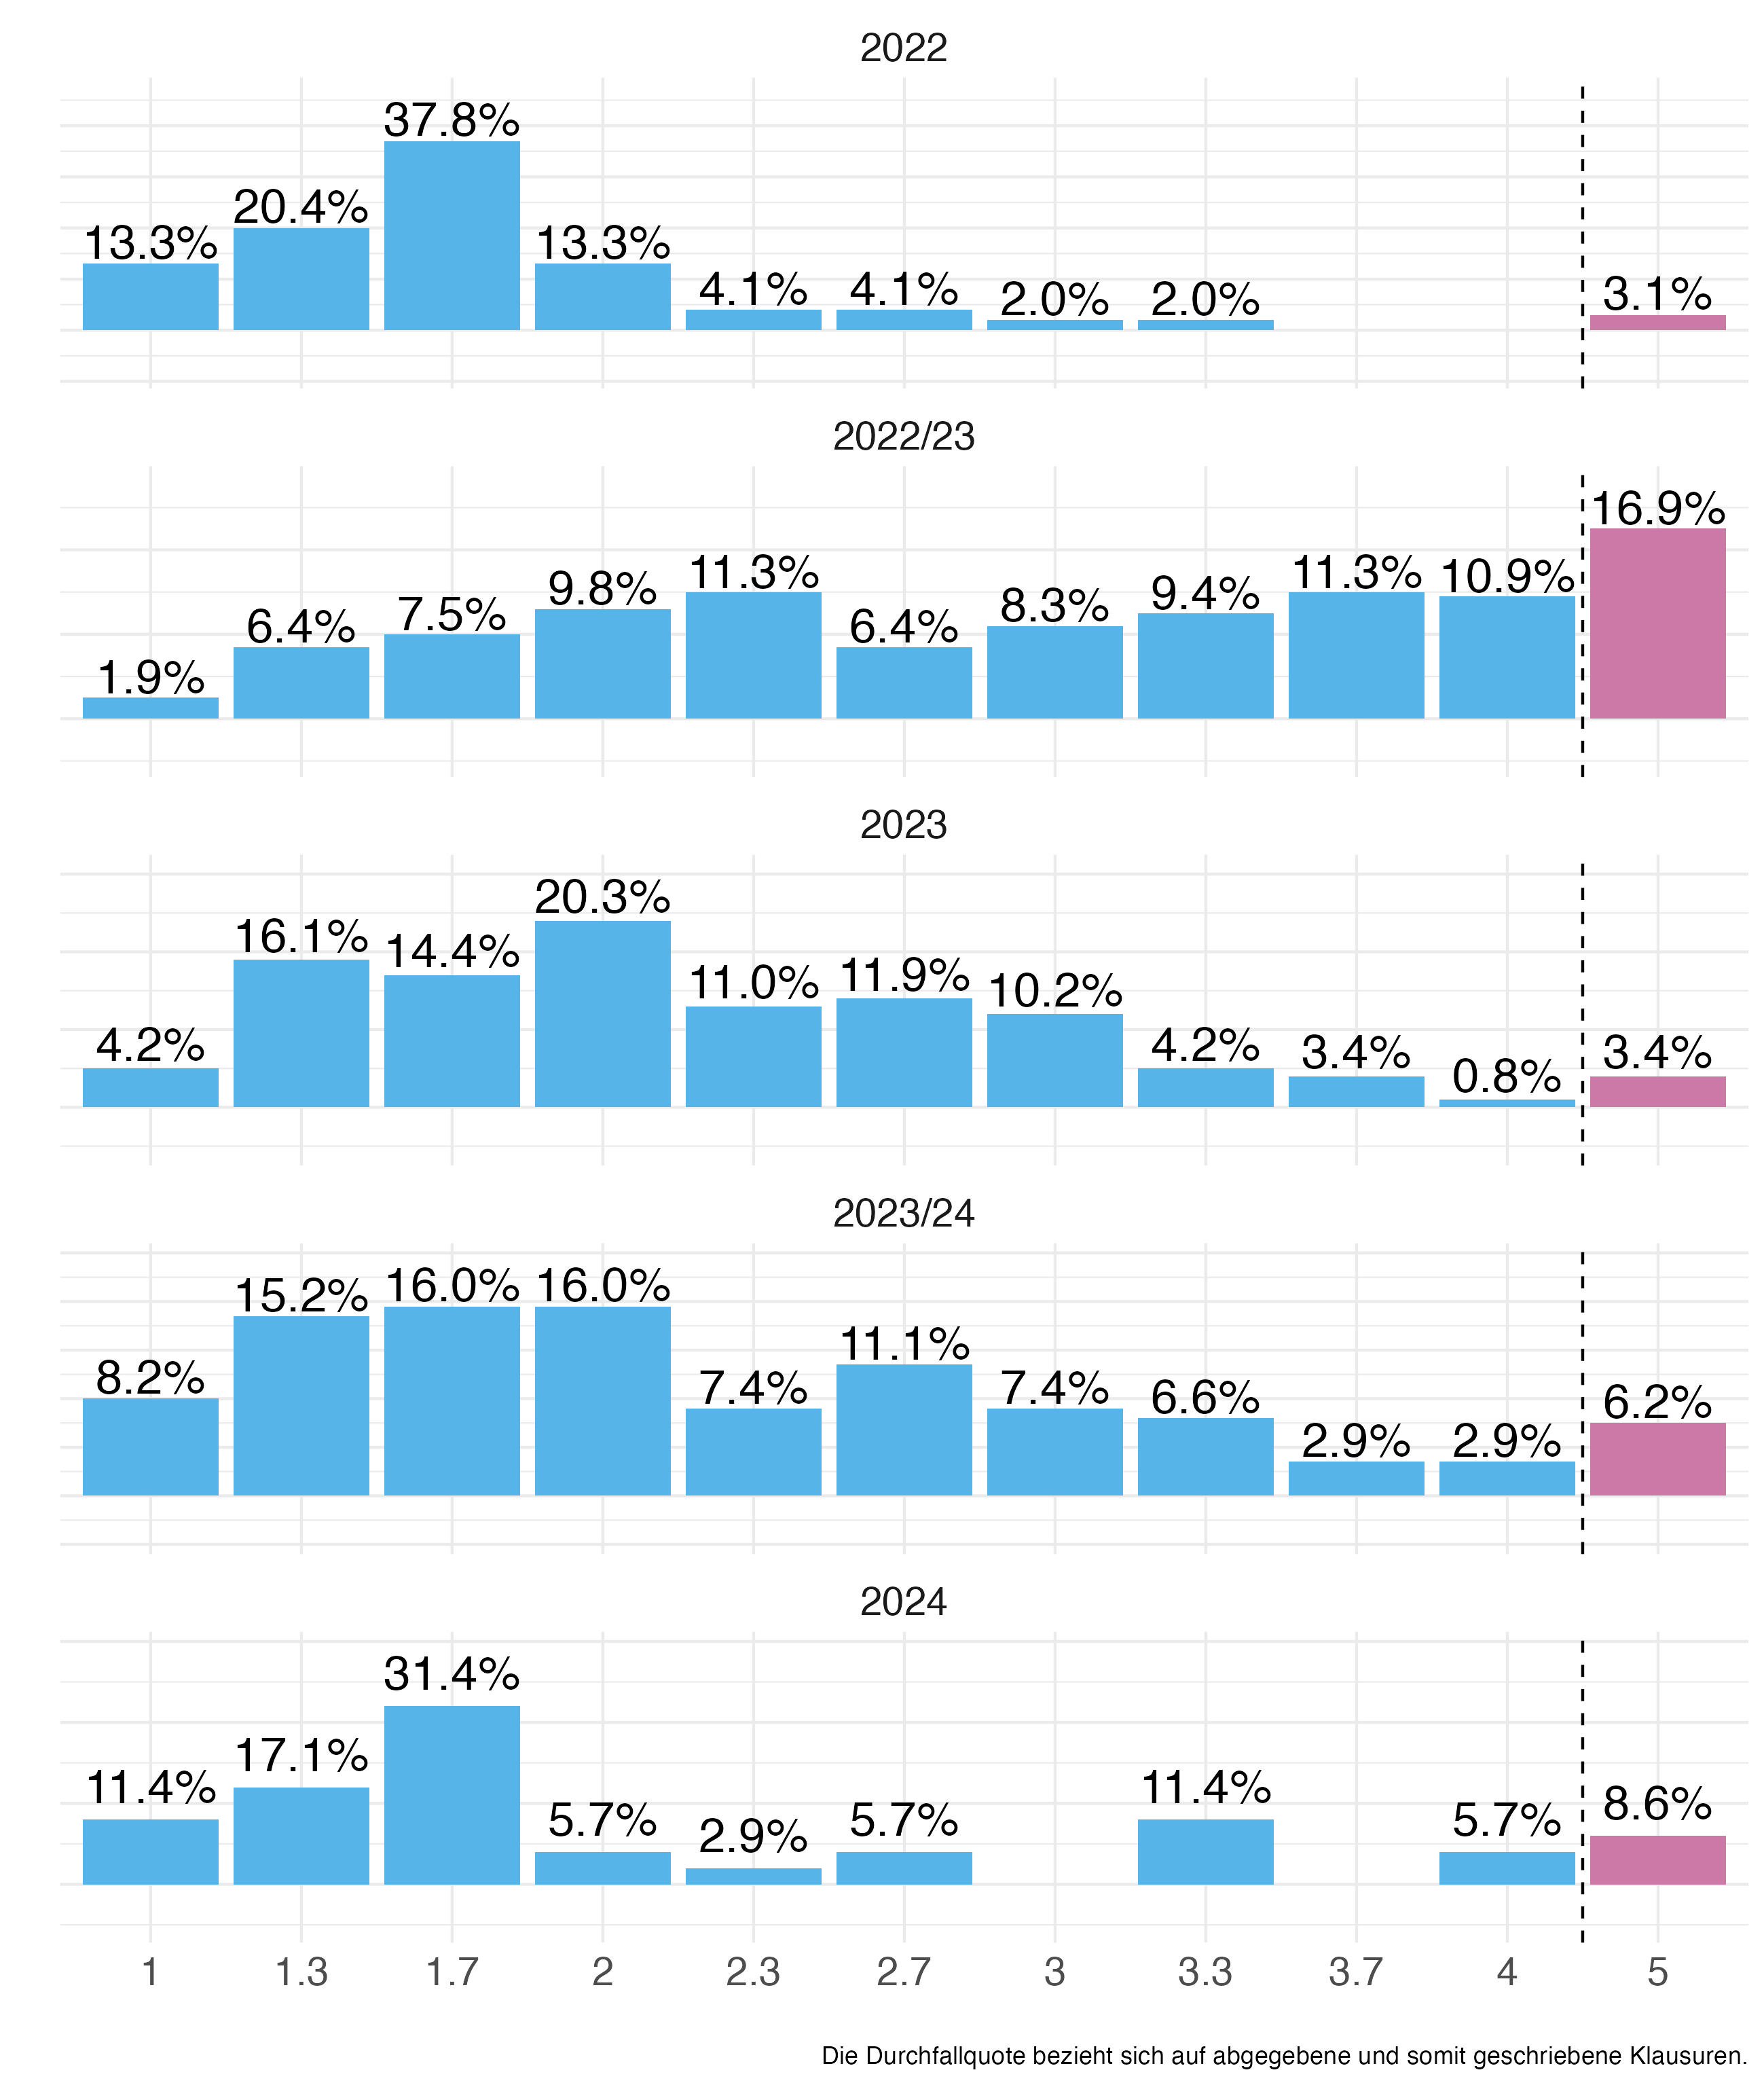 2022
13.3% 20.4% 37.8% 13.3% 4.1% 4.1% 2.0% 2.0% 3.1%
2022/23
1.9% 6.4% 7.5% 9.8% 11.3% 6.4% 8.3% 9.4% 11.3% 10.9% 16.9%
2023
4.2% 16.1% 14.4% 20.3% 11.0% 11.9% 10.2% 4.2% 3.4% 0.8% 3.4%
2023/24
8.2% 15.2% 16.0% 16.0% 7.4% 11.1% 7.4% 6.6% 2.9% 2.9% 6.2%
2024
11.4% 17.1% 31.4% 5.7% 2.9% 5.7% 11.4% 5.7% 8.6%
1 1.3 1.7 2 2.3 2.7 3 3.3 3.7 4 5
Die Durchfallquote bezieht sich auf abgegebene und somit geschriebene Klausuren.